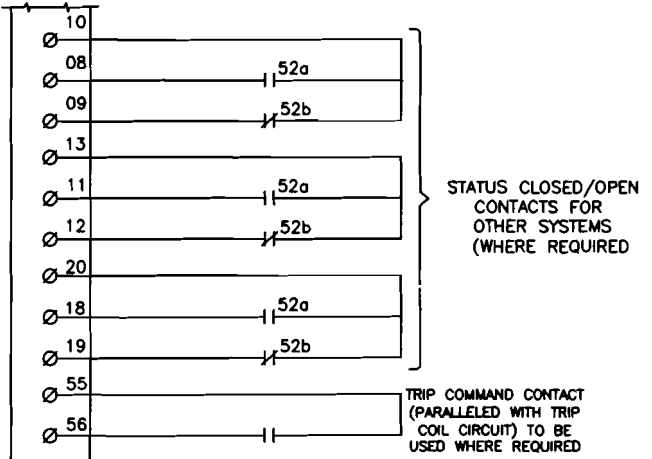 10
08 52a
09 52b
13
11 52a
12 52b
20
18 52a
19 52b
55
56
STATUS CLOSED/OPEN
CONTACTS FOR
OTHER SYSTEMS
(WHERE REQUIRED
TRIP COMMAND CONTACT
(PARALLELED WITH TRIP
COIL CIRCUIT) TO BE
USED WHERE REQUIRED